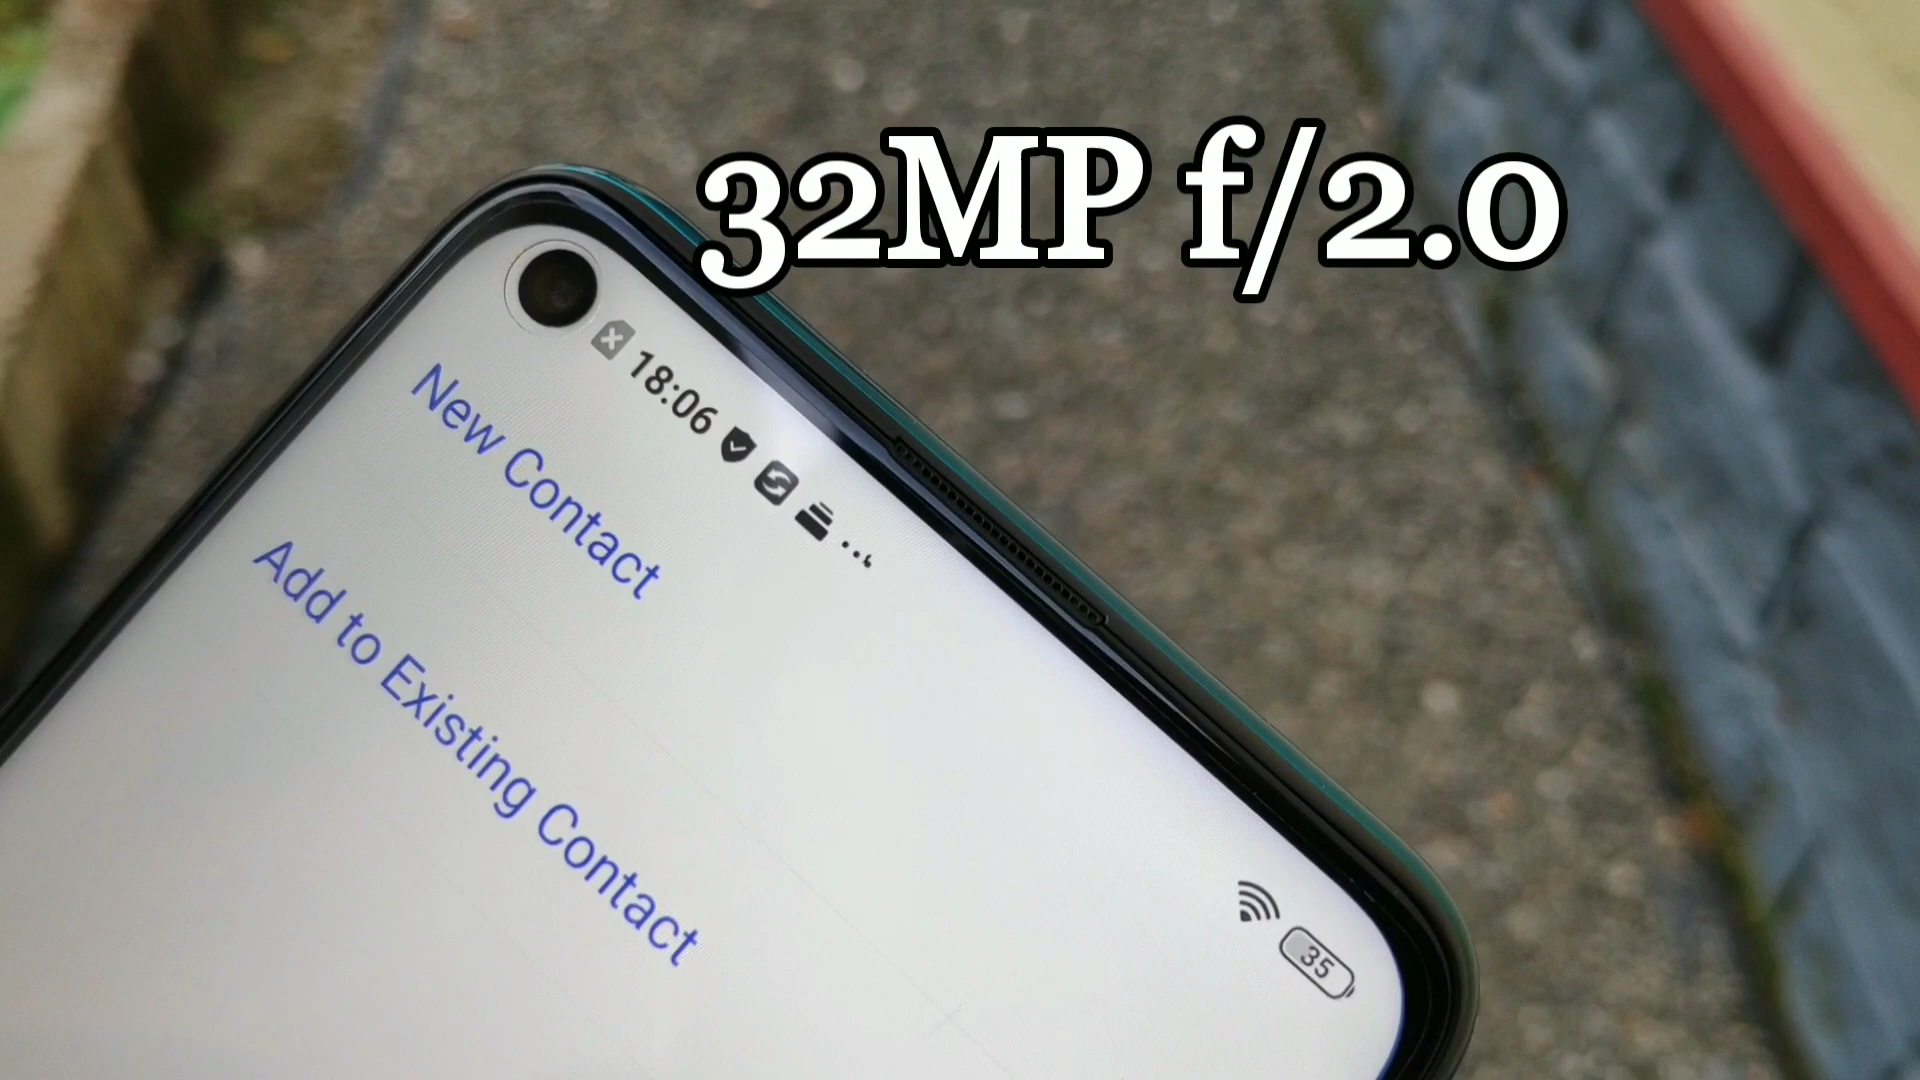 32MP f/2.0
18:06
New Contact
Add to Existing Contact
35